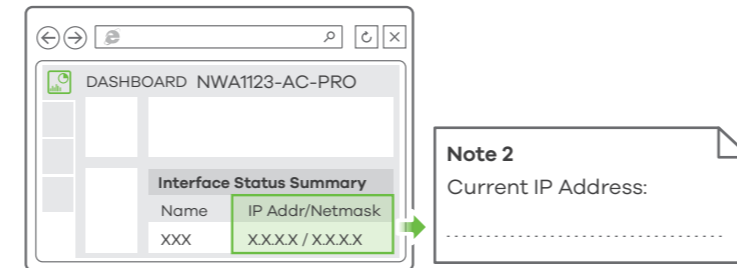 DASHBOARD NWA1123-AC-PRO
Interface Status Summary
Name IP Addr/Netmask
XXX X.X.X.X / X.X.X.X
Note 2
Current IP Address: